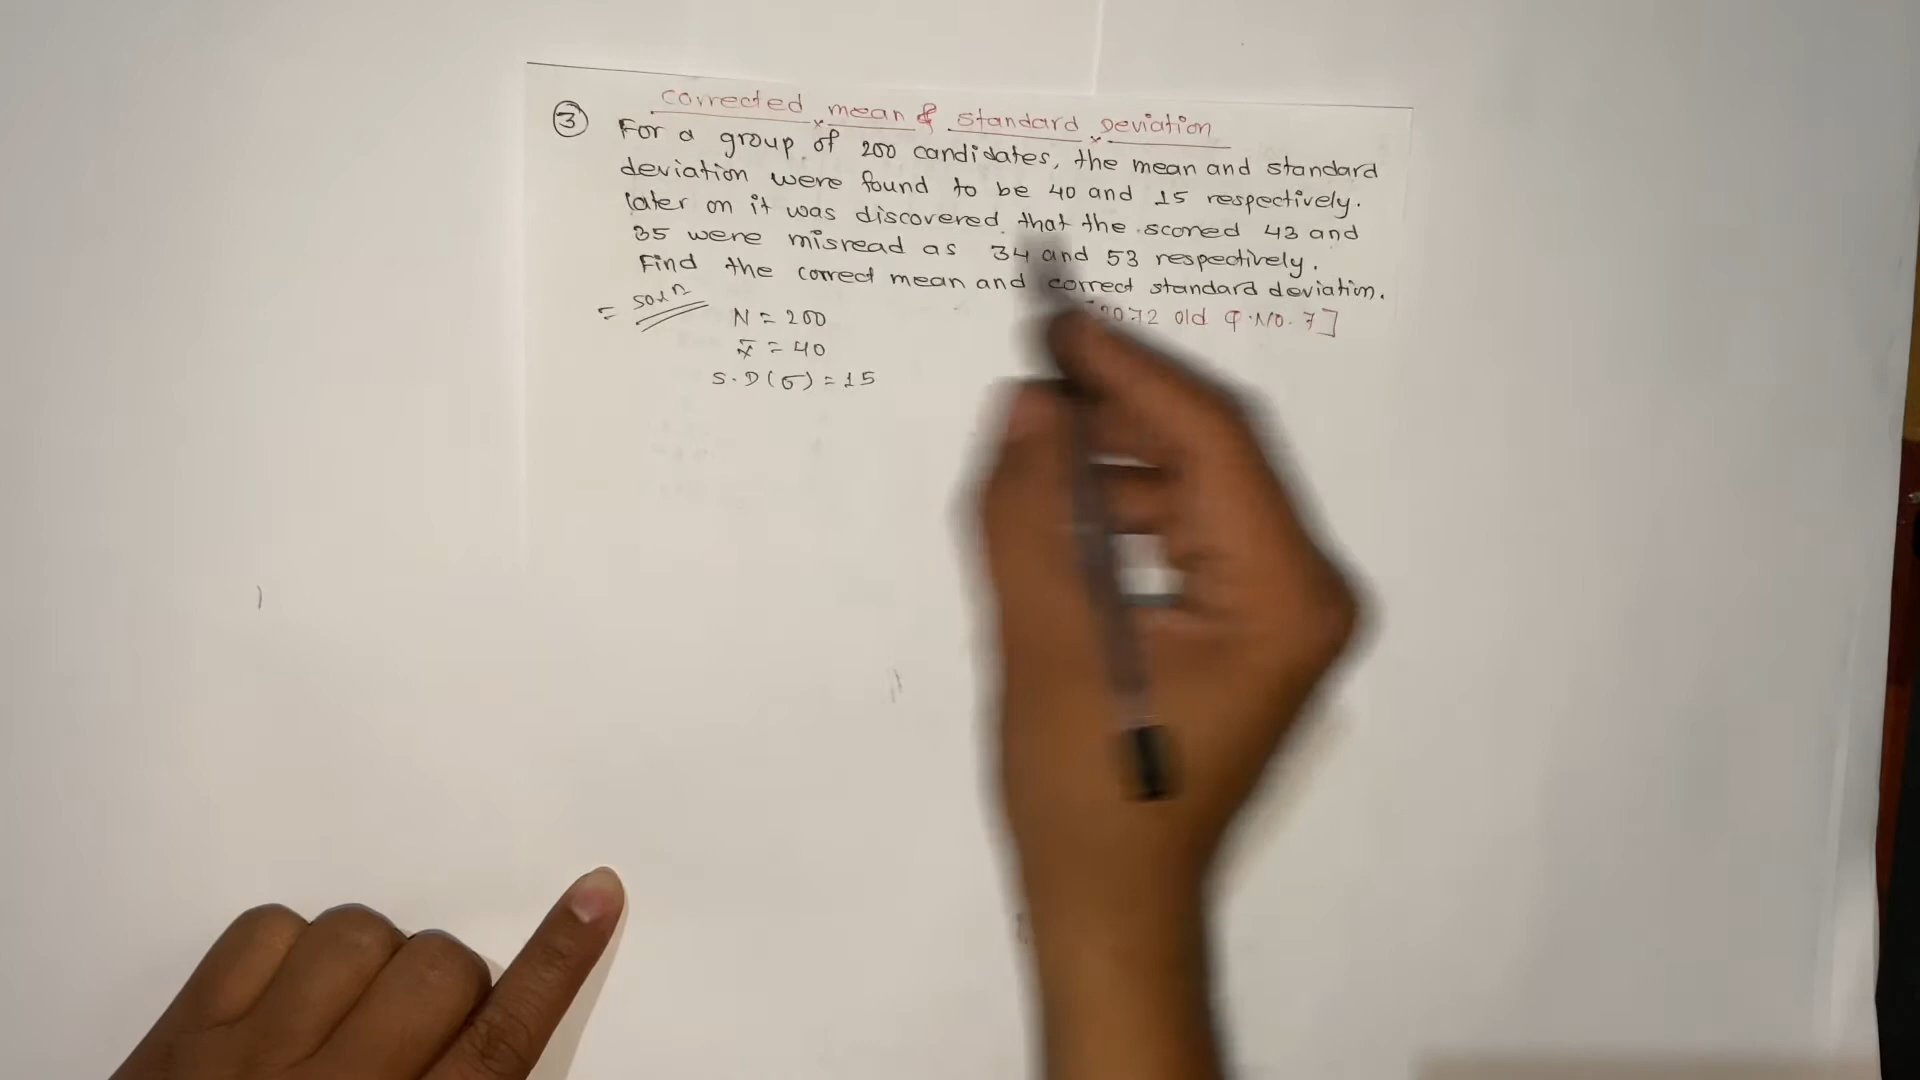 corrected mean & standard Deviation
③ For a group of 200 candidates, the mean and standard
deviation were found to be 40 and 15 respectively.
later on it was discovered that the scored 43 and
35 were misread as 34 and 53 respectively.
Find the correct mean and correct standard deviation.
[2072 old Q.NO. 7]
= solⁿ
N = 200
x̄ = 40
S.D(σ) = 15